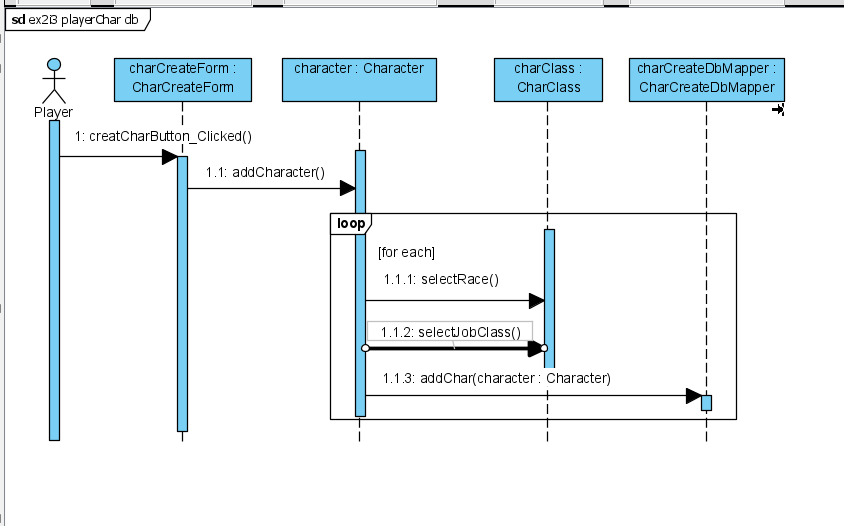 sd ex2i3 playerChar db
charCreateForm :
CharCreateForm
character : Character
charClass :
CharClass
charCreateDbMapper :
CharCreateDbMapper
Player
1: creatCharButton_Clicked()
1.1: addCharacter()
loop
[for each]
1.1.1: selectRace()
1.1.2: selectJobClass()
1.1.3: addChar(character : Character)